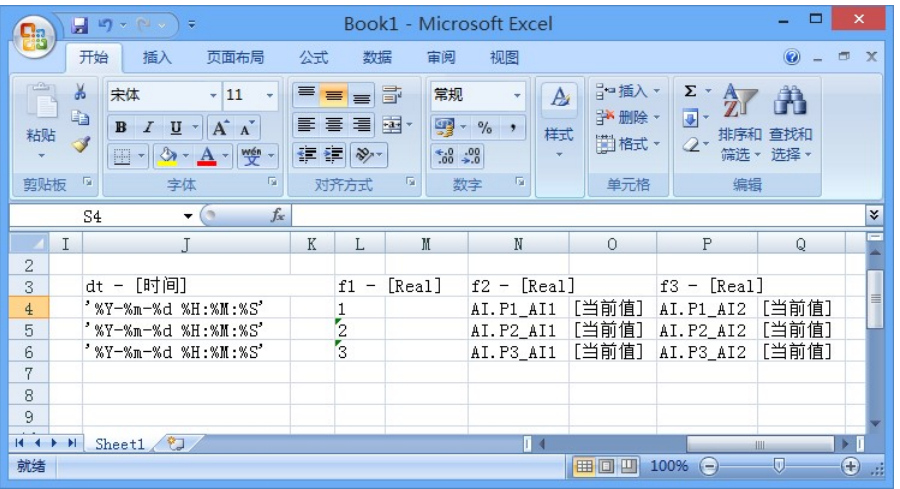 Book1 - Microsoft Excel
开始 插入 页面布局 公式 数据 审阅 视图
宋体 11 常规 Σ 插入
粘贴 B I U A A % , 样式 删除 排序和 查找和
A wén 变 .00 .0 格式 筛选 选择
剪贴板 字体 对齐方式 数字 单元格 编辑
S4 fx
I J K L M N O P Q
2
3 dt - [时间] f1 - [Real] f2 - [Real] f3 - [Real]
4 '%Y-%m-%d %H:%M:%S' 1 AI.P1_AI1 [当前值] AI.P1_AI2 [当前值]
5 '%Y-%m-%d %H:%M:%S' 2 AI.P2_AI1 [当前值] AI.P2_AI2 [当前值]
6 '%Y-%m-%d %H:%M:%S' 3 AI.P3_AI1 [当前值] AI.P3_AI2 [当前值]
7
8
9
Sheet1
就绪 100%